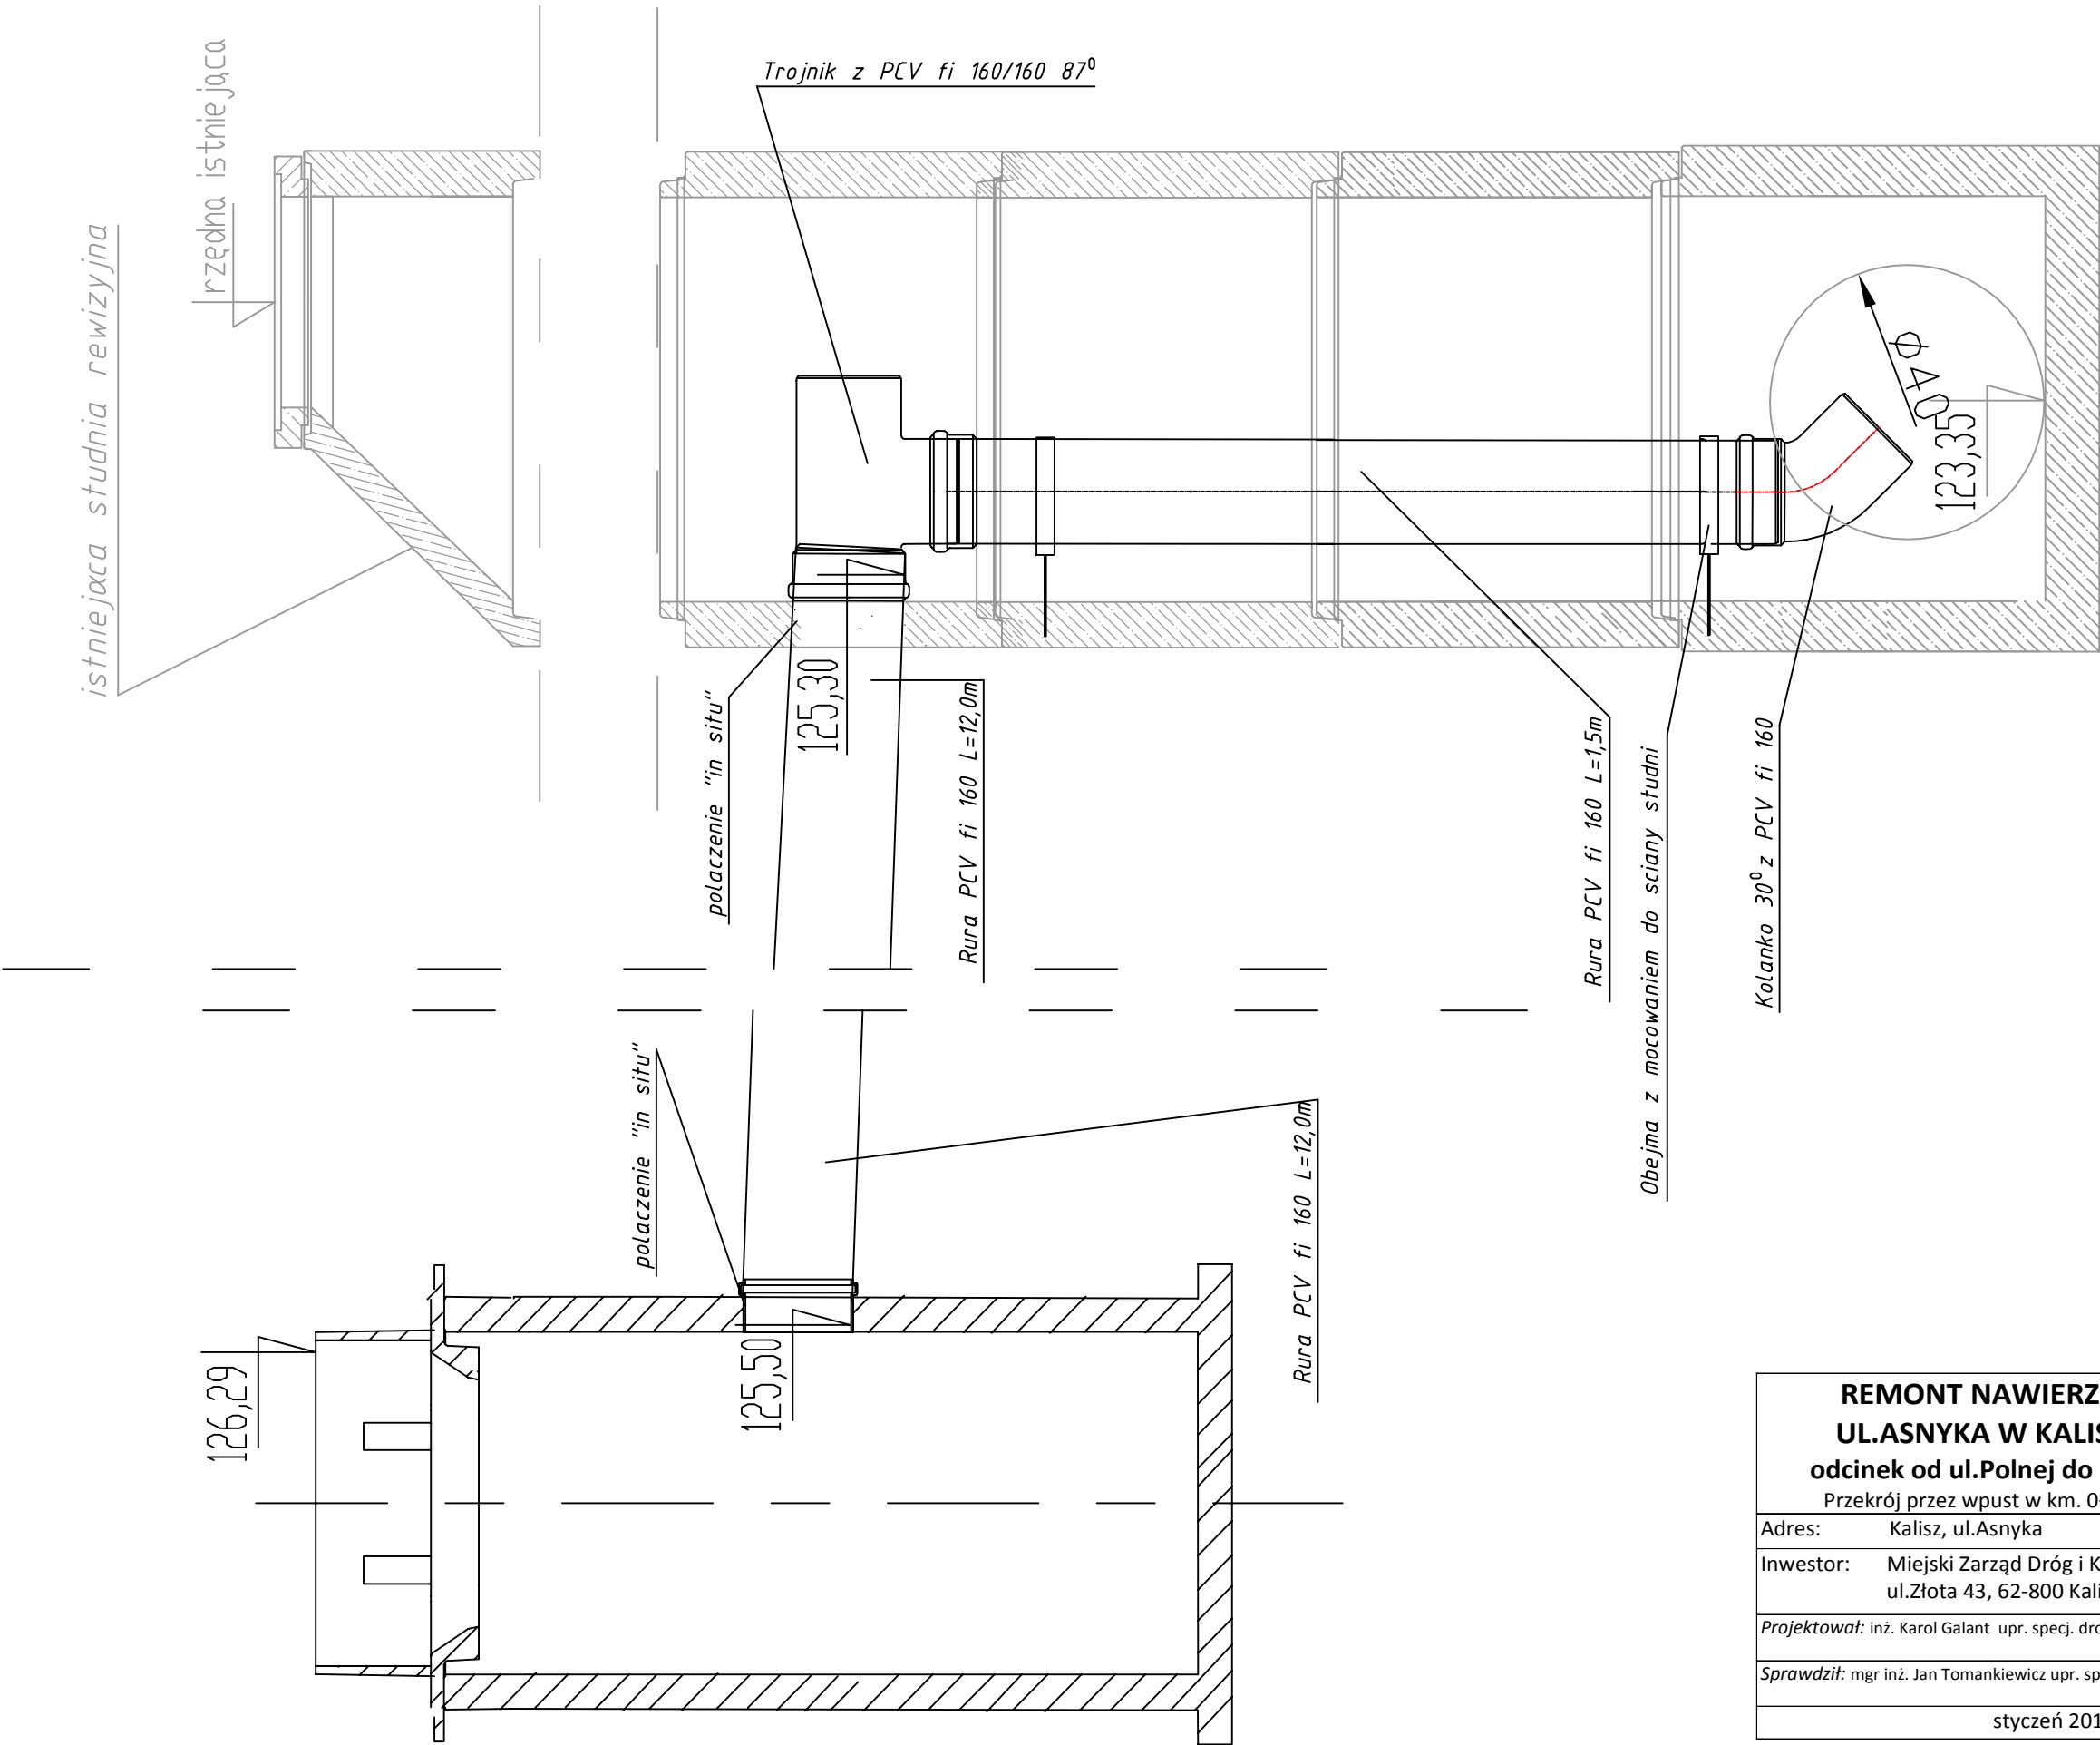 Trojnik z PCV fi 160/160 87⁰
rzędna istniejąca
istniejaca studnia rewizyjna
ϕ40
123,35
125,30
polaczenie "in situ"
Rura PCV fi 160 L=12,0m
Rura PCV fi 160 L=1,5m
Obejma z mocowaniem do sciany studni
Kolanko 30⁰ z PCV fi 160
polaczenie "in situ"
Rura PCV fi 160 L=12,0m
126,29
125,50
REMONT NAWIERZ
UL.ASNYKA W KALIS
odcinek od ul.Polnej do
Przekrój przez wpust w km. 0
Adres: Kalisz, ul.Asnyka
Inwestor: Miejski Zarząd Dróg i K
ul.Złota 43, 62-800 Kali
Projektował: inż. Karol Galant upr. specj. dro
Sprawdził: mgr inż. Jan Tomankiewicz upr. sp
styczeń 201